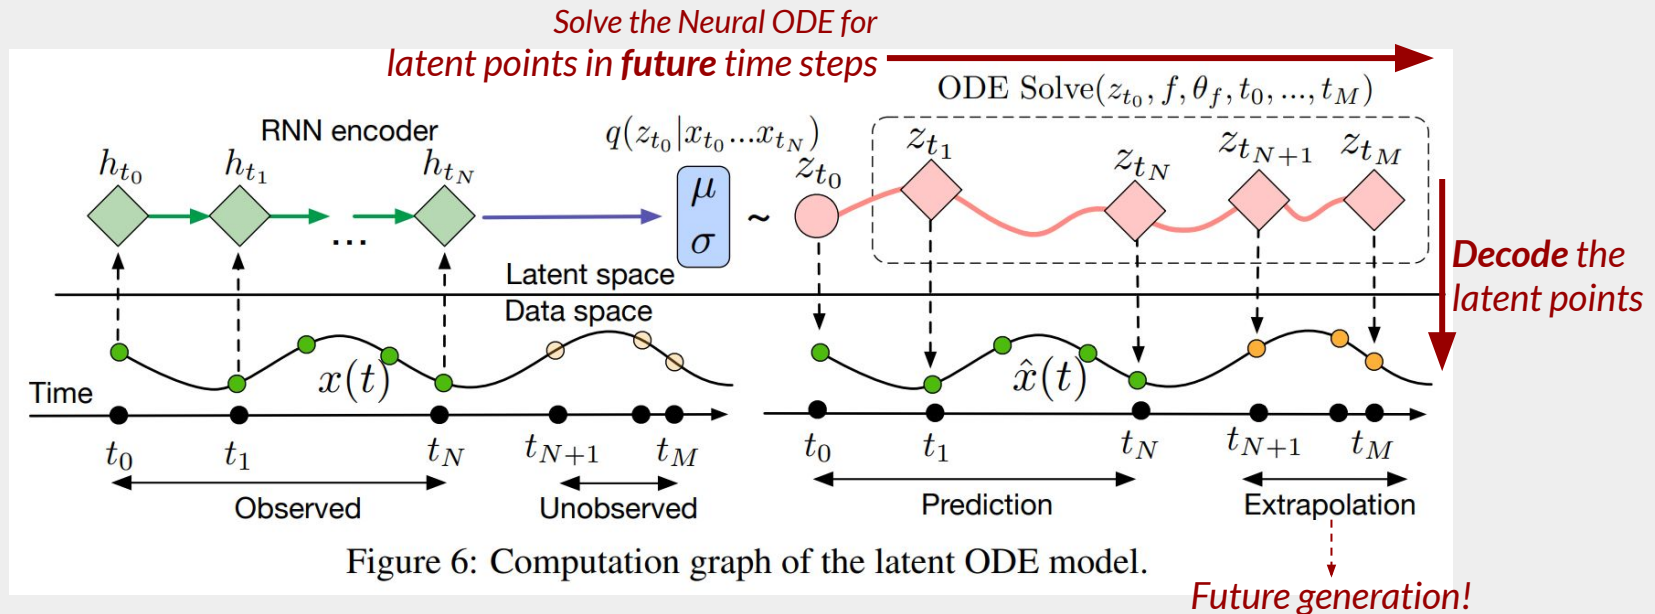 Solve the Neural ODE for
latent points in future time steps
ODE Solve(z_{t_0}, f, θ_f, t_0, ..., t_M)
RNN encoder
q(z_{t_0}|x_{t_0}...x_{t_N})
h_{t_0} h_{t_1} h_{t_N}
μ
σ
~
z_{t_0} z_{t_1} z_{t_N} z_{t_{N+1}} z_{t_M}
...
Latent space
Data space
Decode the
latent points
x(t) x̂(t)
Time
t_0 t_1 t_N t_{N+1} t_M t_0 t_1 t_N t_{N+1} t_M
Observed Unobserved Prediction Extrapolation
Figure 6: Computation graph of the latent ODE model.
Future generation!